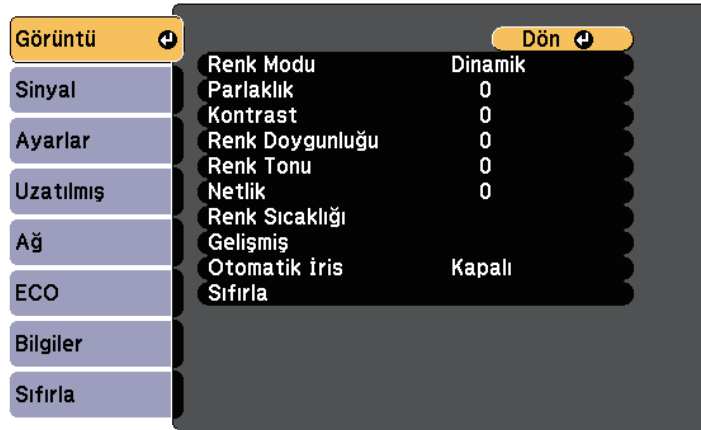 Görüntü
Sinyal
Ayarlar
Uzatılmış
Ağ
ECO
Bilgiler
Sıfırla
Dön
Renk Modu Dinamik
Parlaklık 0
Kontrast 0
Renk Doygunluğu 0
Renk Tonu 0
Netlik 0
Renk Sıcaklığı
Gelişmiş
Otomatik İris Kapalı
Sıfırla